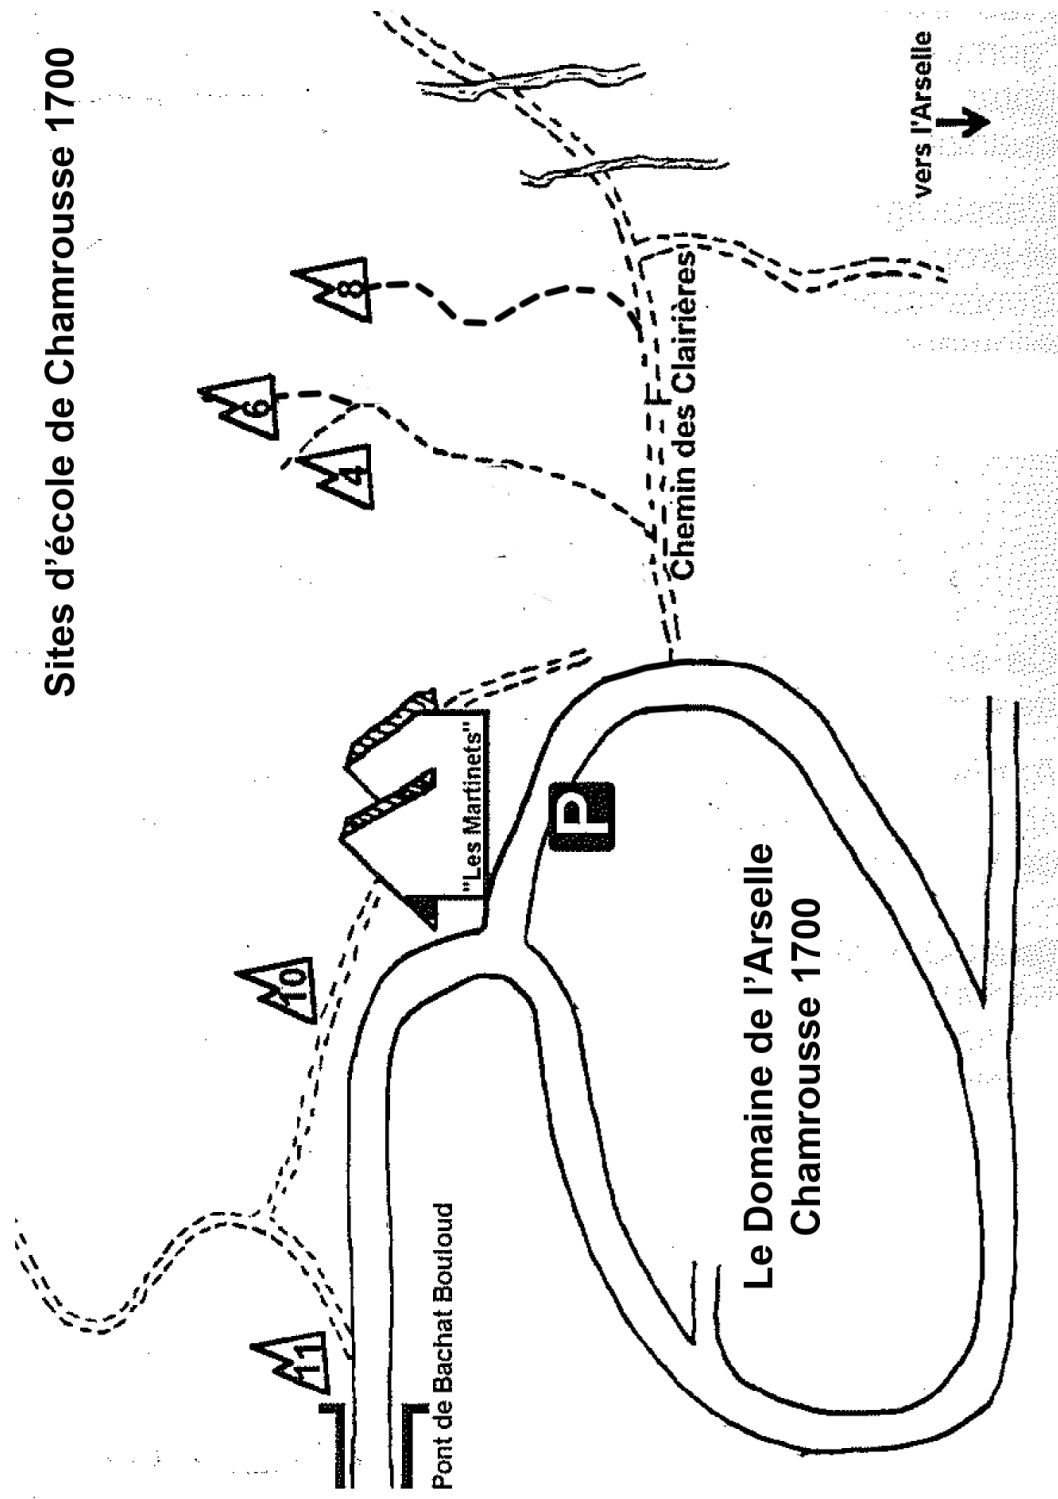 Sites d'école de Chamrousse 1700
11
10
4
6
8
"Les Martinets"
Pont de Bachat Bouloud
P
Chemin des Clairières
Le Domaine de l'Arselle
Chamrousse 1700
vers l'Arselle